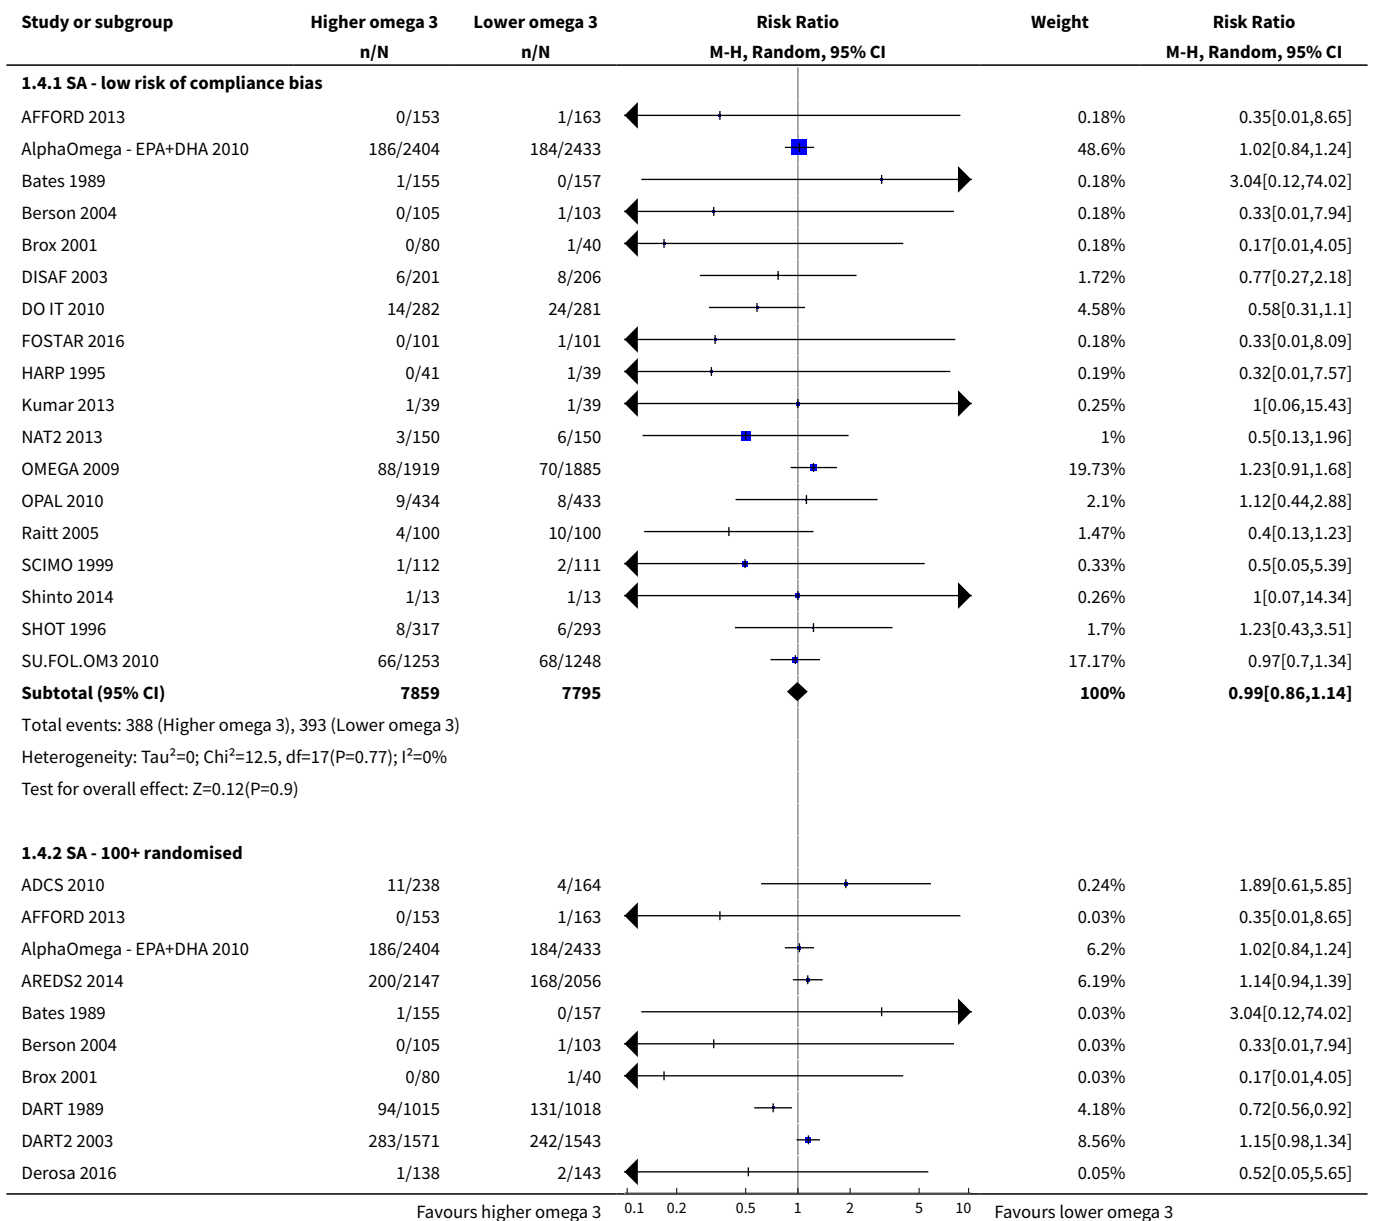 Study or subgroup Higher omega 3 Lower omega 3 Risk Ratio Weight Risk Ratio
n/N n/N M-H, Random, 95% CI M-H, Random, 95% CI
1.4.1 SA - low risk of compliance bias
AFFORD 2013 0/153 1/163 0.18% 0.35[0.01,8.65]
AlphaOmega - EPA+DHA 2010 186/2404 184/2433 48.6% 1.02[0.84,1.24]
Bates 1989 1/155 0/157 0.18% 3.04[0.12,74.02]
Berson 2004 0/105 1/103 0.18% 0.33[0.01,7.94]
Brox 2001 0/80 1/40 0.18% 0.17[0.01,4.05]
DISAF 2003 6/201 8/206 1.72% 0.77[0.27,2.18]
DO IT 2010 14/282 24/281 4.58% 0.58[0.31,1.1]
FOSTAR 2016 0/101 1/101 0.18% 0.33[0.01,8.09]
HARP 1995 0/41 1/39 0.19% 0.32[0.01,7.57]
Kumar 2013 1/39 1/39 0.25% 1[0.06,15.43]
NAT2 2013 3/150 6/150 1% 0.5[0.13,1.96]
OMEGA 2009 88/1919 70/1885 19.73% 1.23[0.91,1.68]
OPAL 2010 9/434 8/433 2.1% 1.12[0.44,2.88]
Raitt 2005 4/100 10/100 1.47% 0.4[0.13,1.23]
SCIMO 1999 1/112 2/111 0.33% 0.5[0.05,5.39]
Shinto 2014 1/13 1/13 0.26% 1[0.07,14.34]
SHOT 1996 8/317 6/293 1.7% 1.23[0.43,3.51]
SU.FOL.OM3 2010 66/1253 68/1248 17.17% 0.97[0.7,1.34]
Subtotal (95% CI) 7859 7795 100% 0.99[0.86,1.14]
Total events: 388 (Higher omega 3), 393 (Lower omega 3)
Heterogeneity: Tau²=0; Chi²=12.5, df=17(P=0.77); I²=0%
Test for overall effect: Z=0.12(P=0.9)
1.4.2 SA - 100+ randomised
ADCS 2010 11/238 4/164 0.24% 1.89[0.61,5.85]
AFFORD 2013 0/153 1/163 0.03% 0.35[0.01,8.65]
AlphaOmega - EPA+DHA 2010 186/2404 184/2433 6.2% 1.02[0.84,1.24]
AREDS2 2014 200/2147 168/2056 6.19% 1.14[0.94,1.39]
Bates 1989 1/155 0/157 0.03% 3.04[0.12,74.02]
Berson 2004 0/105 1/103 0.03% 0.33[0.01,7.94]
Brox 2001 0/80 1/40 0.03% 0.17[0.01,4.05]
DART 1989 94/1015 131/1018 4.18% 0.72[0.56,0.92]
DART2 2003 283/1571 242/1543 8.56% 1.15[0.98,1.34]
Derosa 2016 1/138 2/143 0.05% 0.52[0.05,5.65]
Favours higher omega 3 0.1 0.2 0.5 1 2 5 10 Favours lower omega 3